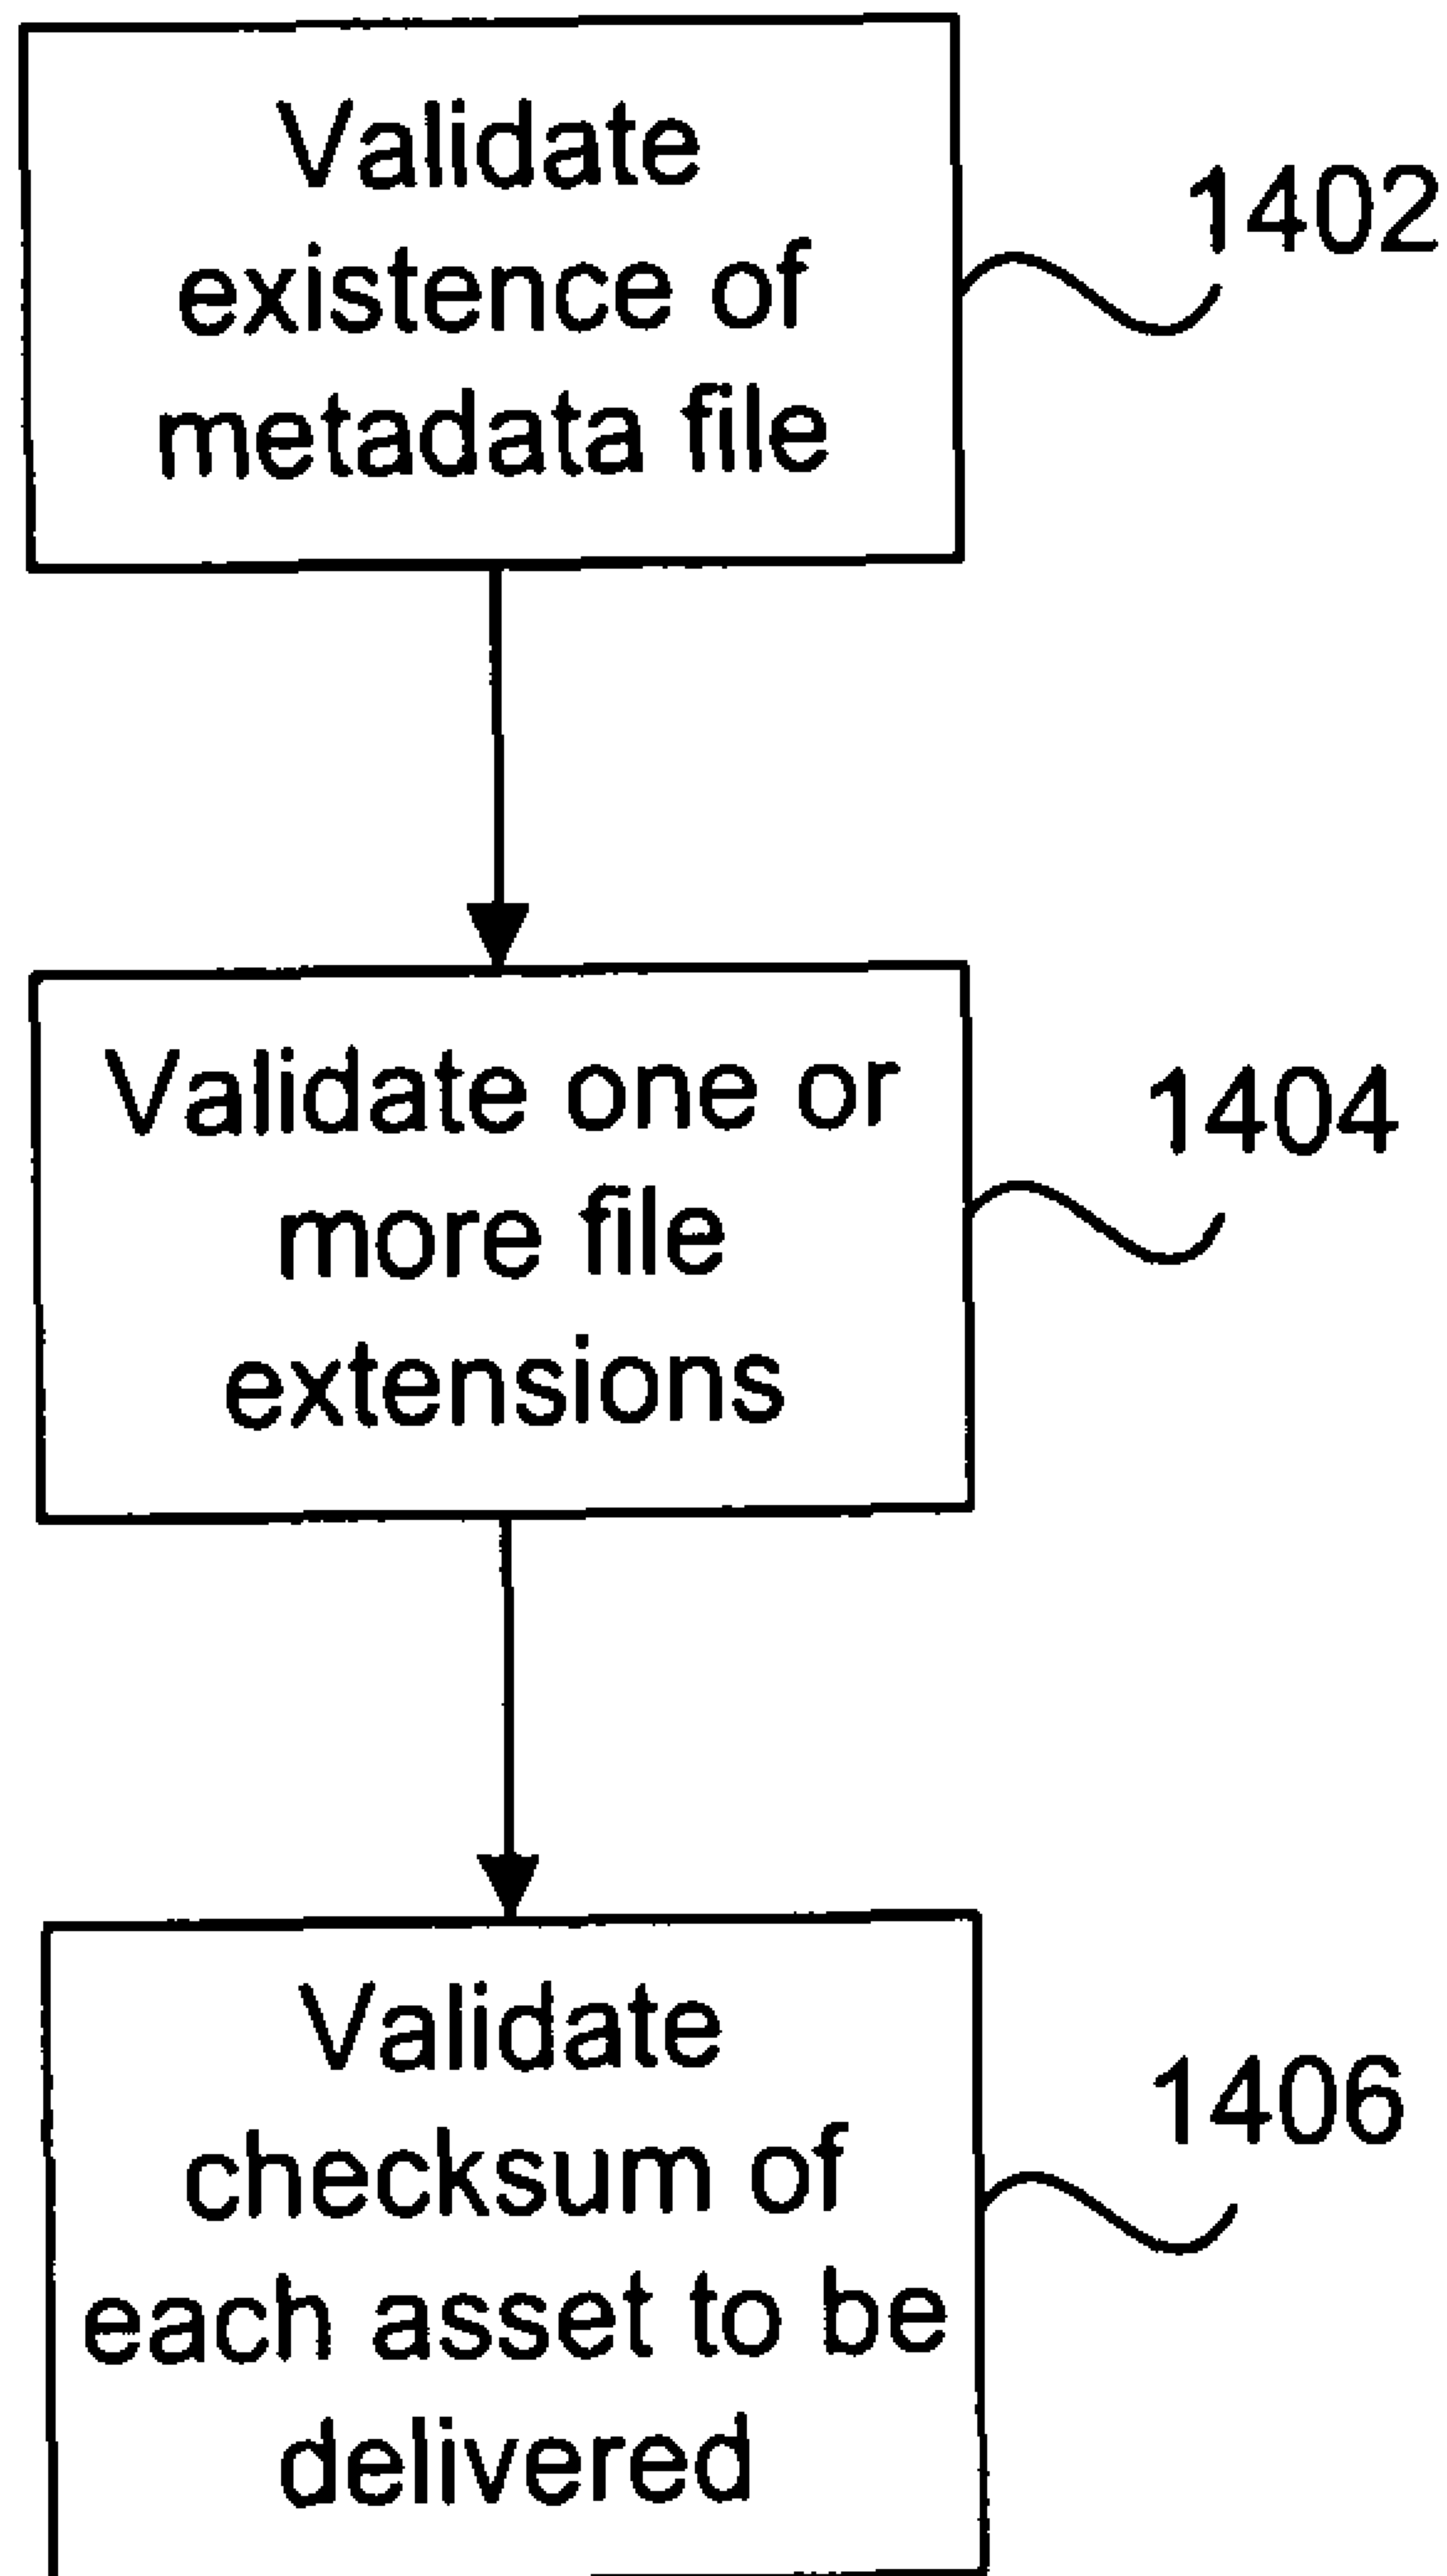 Validate
existence of
metadata file
1402
Validate one or
more file
extensions
1404
Validate
checksum of
each asset to be
delivered
1406